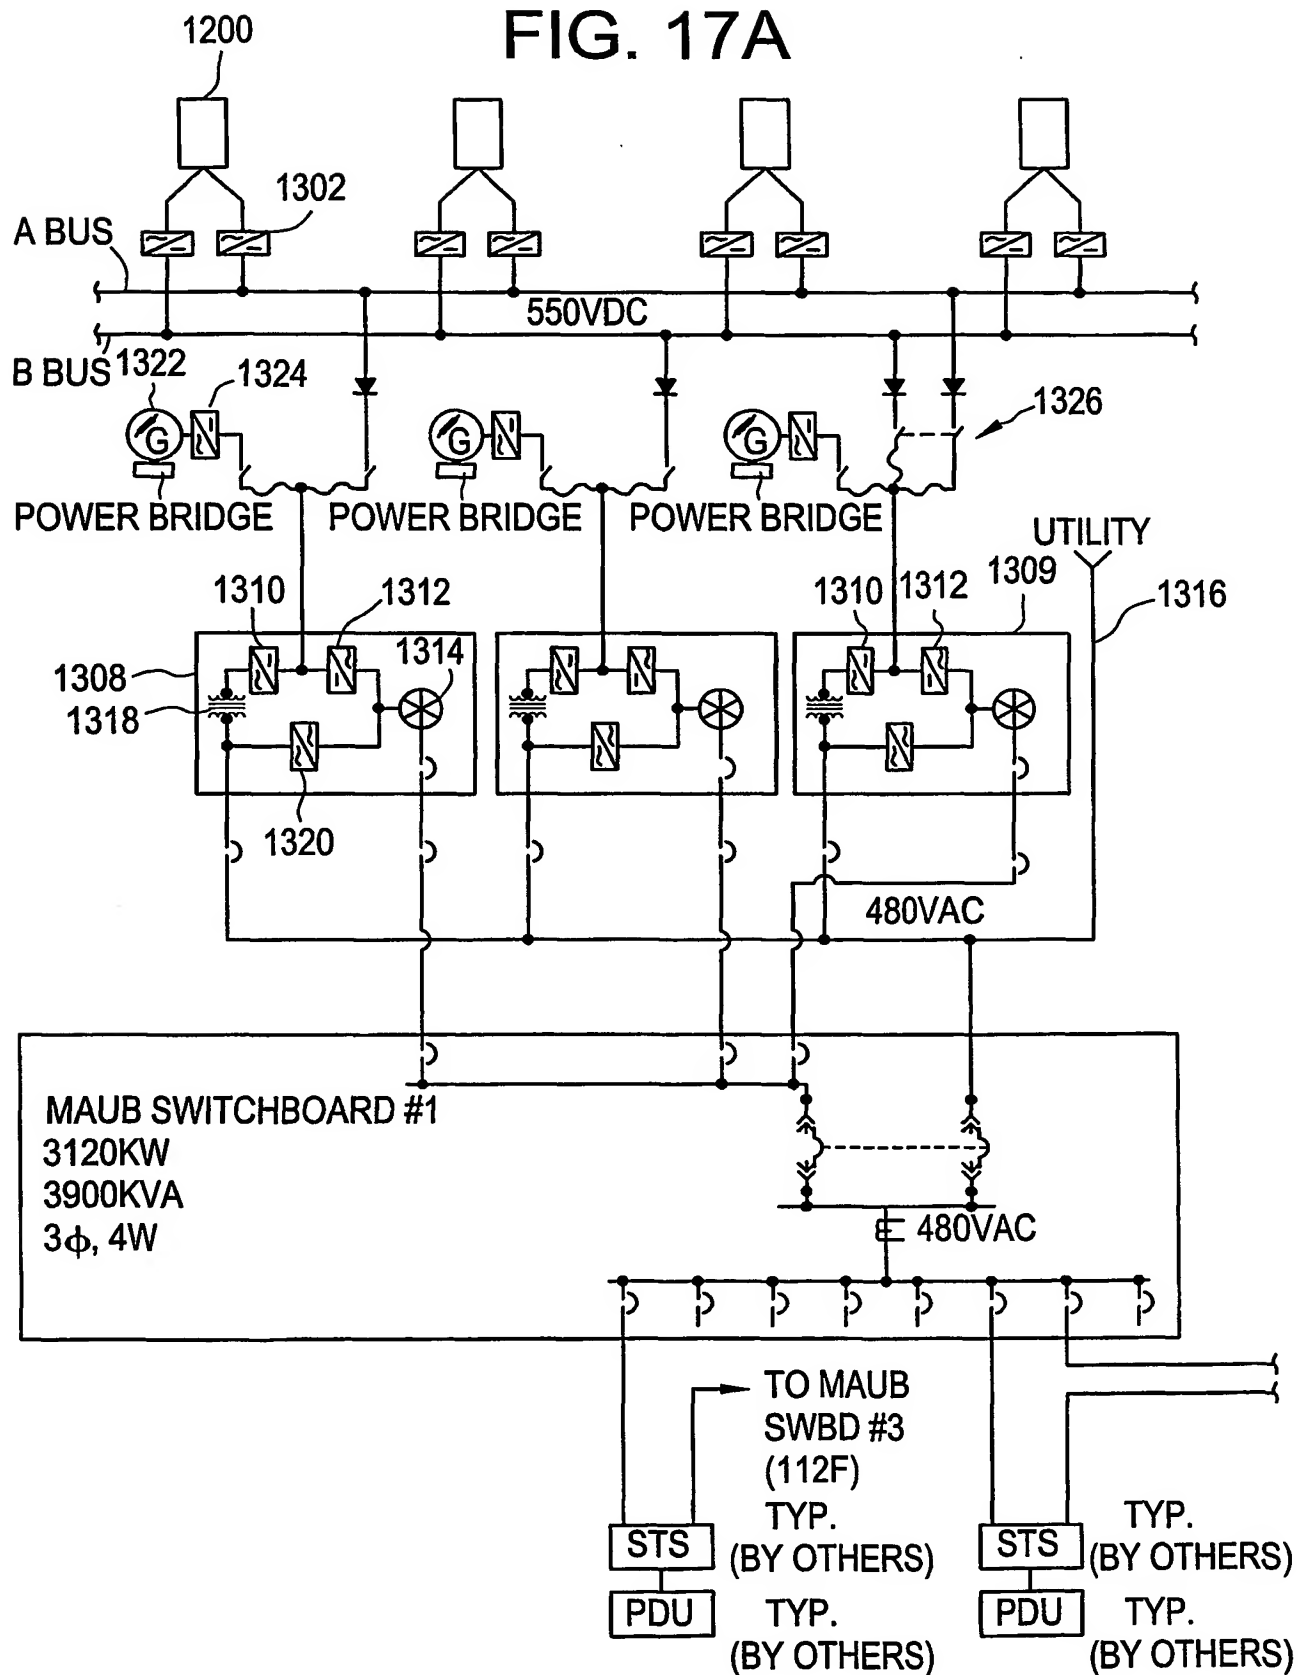 FIG. 17A
1200
1302
A BUS
550VDC
B BUS
1322
1324
1326
G
G
G
POWER BRIDGE
POWER BRIDGE
POWER BRIDGE
UTILITY
1310
1312
1310
1312
1309
1316
1308
1314
1318
1320
480VAC
MAUB SWITCHBOARD #1
3120KW
3900KVA
3ϕ, 4W
480VAC
TO MAUB
SWBD #3
(112F)
STS
TYP.
(BY OTHERS)
STS
TYP.
(BY OTHERS)
PDU
TYP.
(BY OTHERS)
PDU
TYP.
(BY OTHERS)